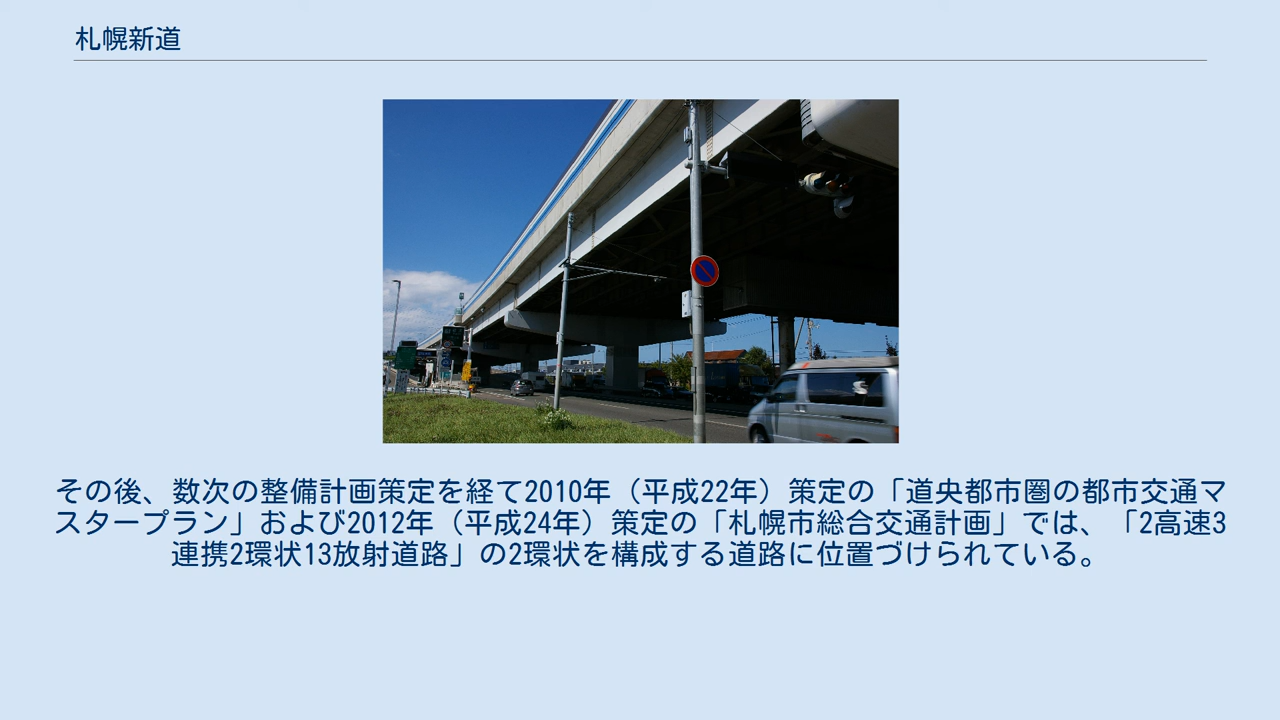 札幌新道
その後、数次の整備計画策定を経て2010年（平成22年）策定の「道央都市圏の都市交通マ
スタープラン」および2012年（平成24年）策定の「札幌市総合交通計画」では、「2高速3
連携2環状13放射道路」の2環状を構成する道路に位置づけられている。